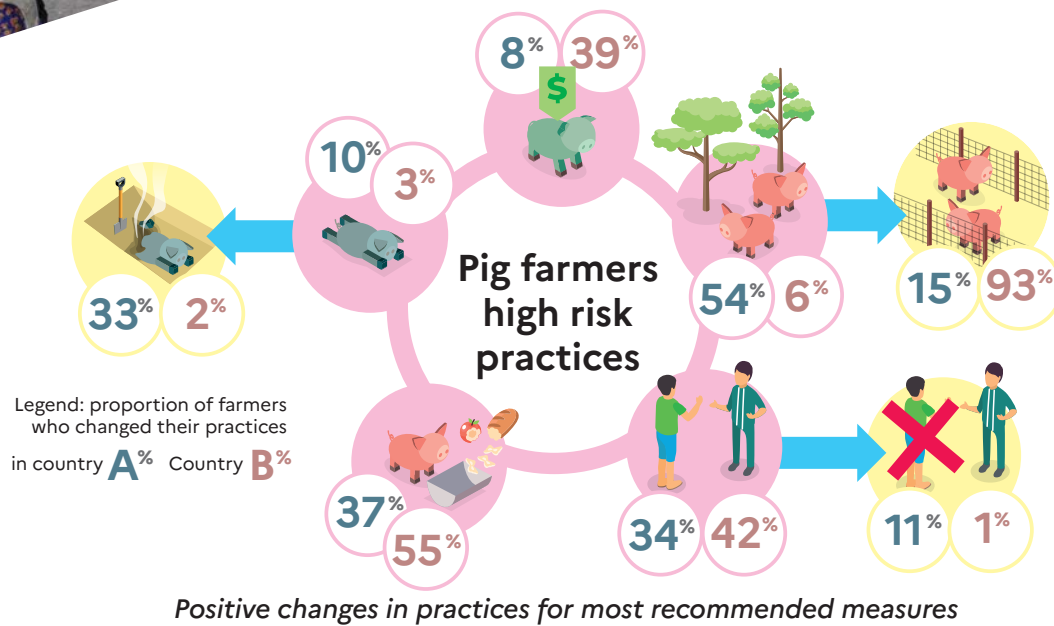 8% 39%
$
10% 3%
54% 6%
15% 93%
33% 2%
Pig farmers
high risk
practices
Legend: proportion of farmers
who changed their practices
in country A% Country B%
37%
55%
34% 42%
11% 1%
Positive changes in practices for most recommended measures